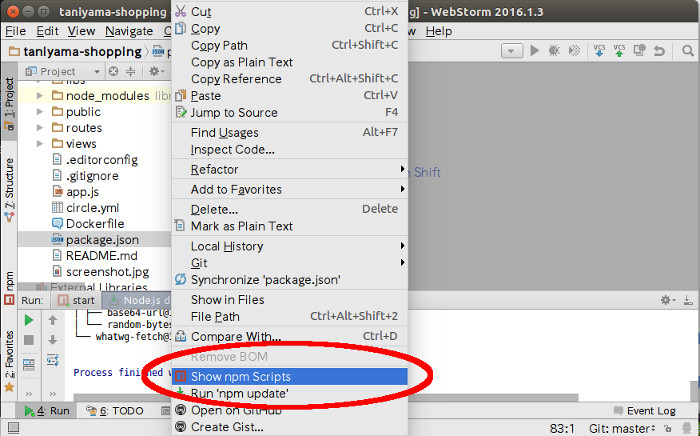 taniyama-shopping
g] - WebStorm 2016.1.3
File Edit View Navigate
w Help
taniyama-shopping
Project
libs
node_modules lib
public
routes
views
.editorconfig
.gitignore
app.js
circle.yml
Dockerfile
package.json
README.md
screenshot.jpg
External Libraries
1: Project
7: Structure
npm
2: Favorites
Cut Ctrl+X
Copy Ctrl+C
Copy Path Ctrl+Shift+C
Copy as Plain Text
Copy Reference Ctrl+Alt+Shift+C
Paste Ctrl+V
Jump to Source F4
Find Usages Alt+F7
Inspect Code...
Refactor
Add to Favorites
Delete... Delete
Mark as Plain Text
Local History
Git
Synchronize 'package.json'
Show in Files
File Path Ctrl+Alt+Shift+2
Compare With... Ctrl+D
Remove BOM
Show npm Scripts
Run 'npm update'
Open on GitHub
Create Gist...
VCS VCS
Shift
Run: start Node.js d
base64-url@
random-bytes
whatwg-fetch@
Process finished w
4: Run 6: TODO
Event Log
83:1 Git: master